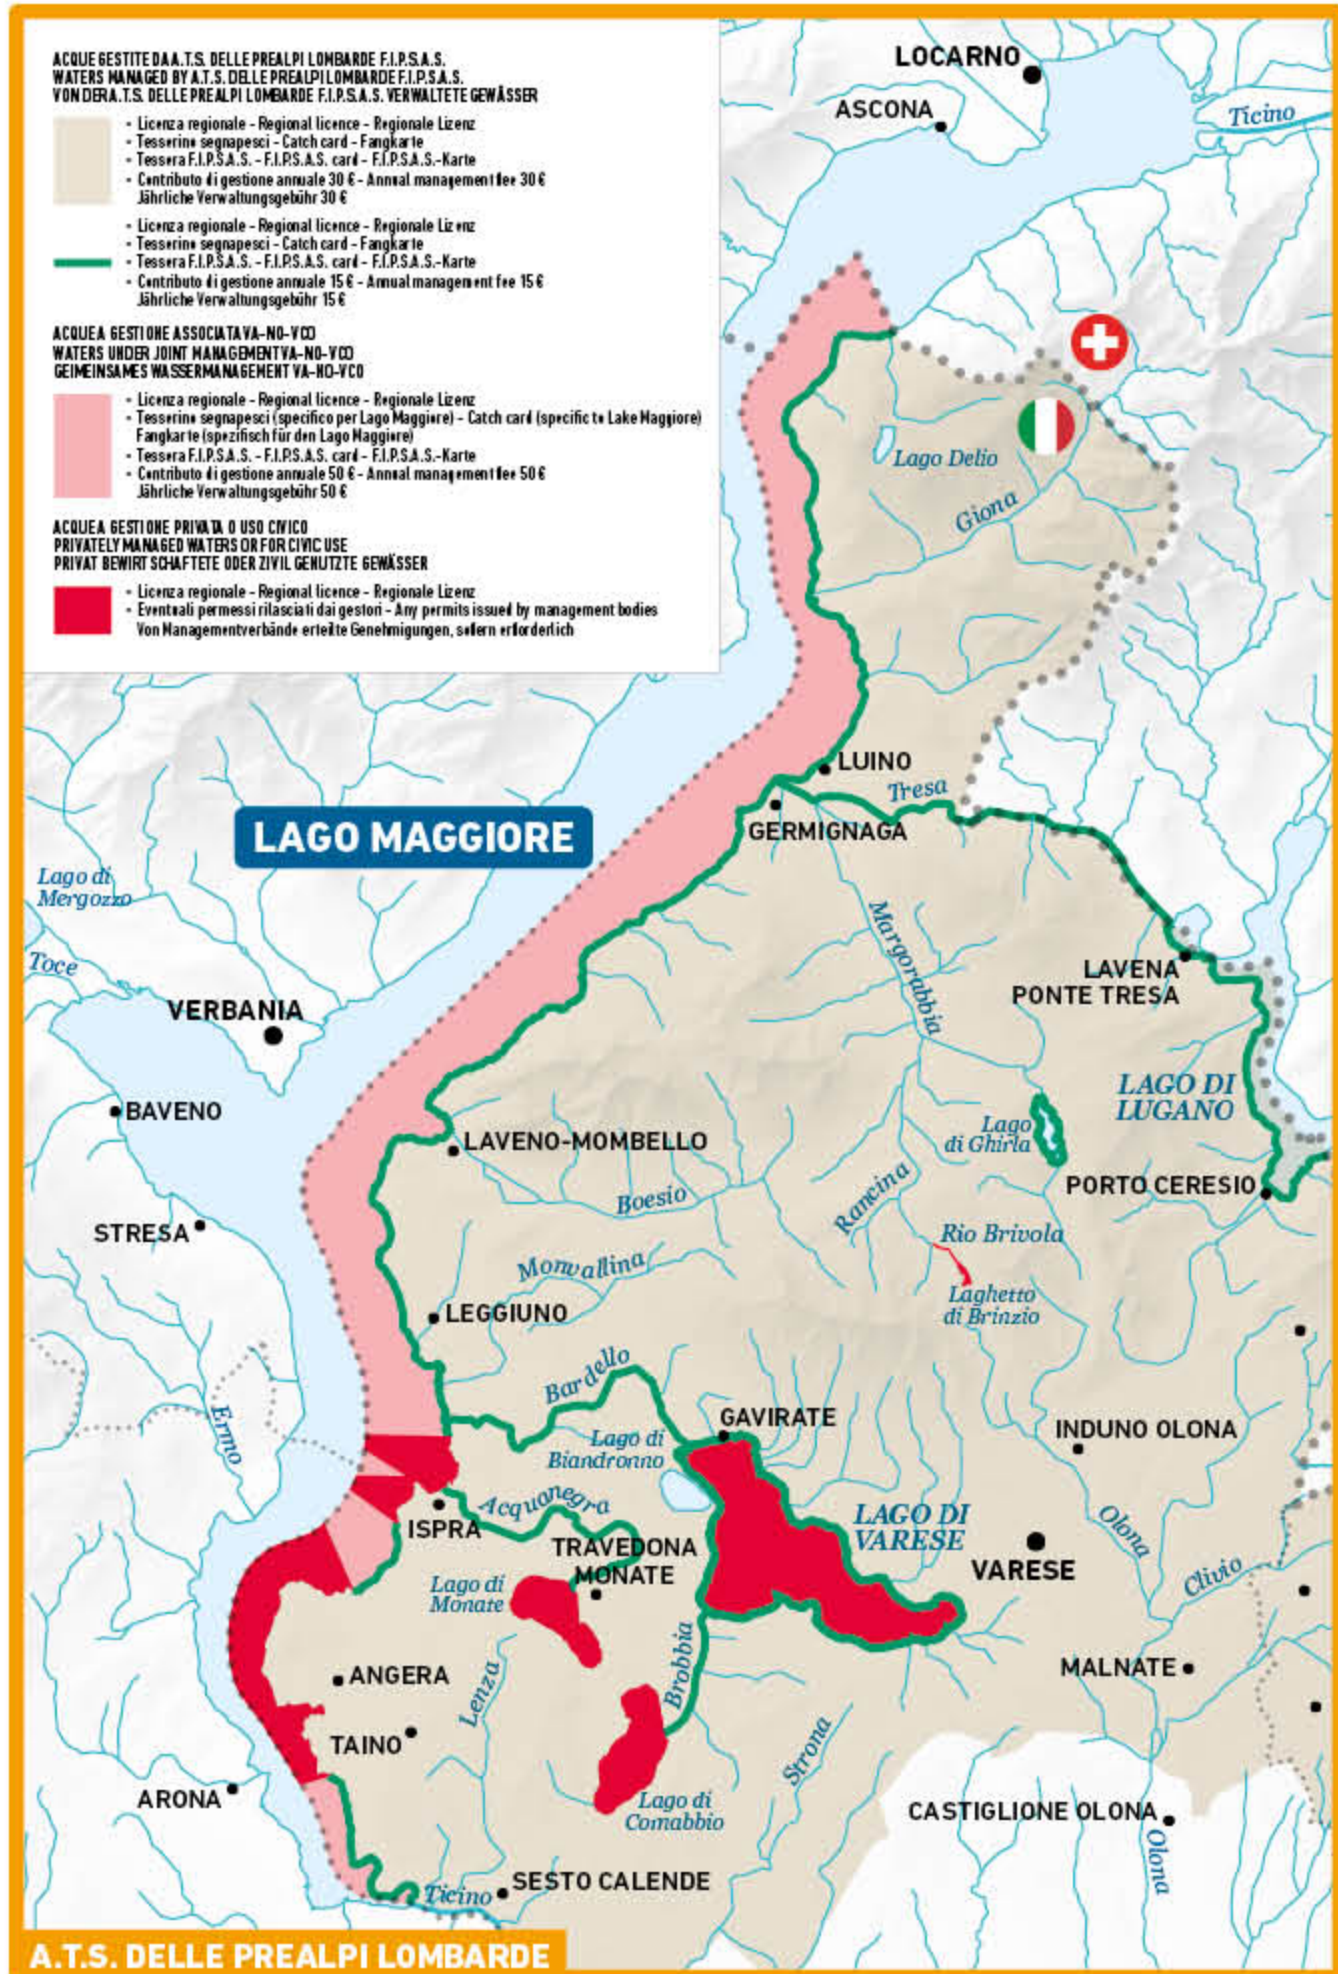 ACQUE GESTITE DA A.T.S. DELLE PREALPI LOMBARDE F.I.P.S.A.S.
WATERS MANAGED BY A.T.S. DELLE PREALPI LOMBARDE F.I.P.S.A.S.
VON DER A.T.S. DELLE PREALPI LOMBARDE F.I.P.S.A.S. VERWALTETE GEWÄSSER
• Licenza regionale - Regional licence - Regionale Lizenz
• Tesserino segnapesci - Catch card - Fangkarte
• Tessera F.I.P.S.A.S. - F.I.P.S.A.S. card - F.I.P.S.A.S.-Karte
• Contributo di gestione annuale 30 € - Annual management fee 30 €
Jährliche Verwaltungsgebühr 30 €
• Licenza regionale - Regional licence - Regionale Lizenz
• Tesserino segnapesci - Catch card - Fangkarte
• Tessera F.I.P.S.A.S. - F.I.P.S.A.S. card - F.I.P.S.A.S.-Karte
• Contributo di gestione annuale 15 € - Annual management fee 15 €
Jährliche Verwaltungsgebühr 15 €
ACQUE A GESTIONE ASSOCIATA VA-NO-VCO
WATERS UNDER JOINT MANAGEMENT VA-NO-VCO
GEIMEINSAMES WASSERMANAGEMENT VA-NO-VCO
• Licenza regionale - Regional licence - Regionale Lizenz
• Tesserino segnapesci (specifico per Lago Maggiore) - Catch card (specific to Lake Maggiore)
Fangkarte (spezifisch für den Lago Maggiore)
• Tessera F.I.P.S.A.S. - F.I.P.S.A.S. card - F.I.P.S.A.S.-Karte
• Contributo di gestione annuale 50 € - Annual management fee 50 €
Jährliche Verwaltungsgebühr 50 €
ACQUE A GESTIONE PRIVATA O USO CIVICO
PRIVATELY MANAGED WATERS OR FOR CIVIC USE
PRIVAT BEWIRTSCHAFTETE ODER ZIVIL GENUTZTE GEWÄSSER
• Licenza regionale - Regional licence - Regionale Lizenz
• Eventuali permessi rilasciati dai gestori - Any permits issued by management bodies
Von Managementverbände erteilte Genehmigungen, sofern erforderlich
LOCARNO
ASCONA
Ticino
Lago Delio
Giona
LUINO
Tresa
GERMIGNAGA
LAGO MAGGIORE
Lago di
Mergozzo
Toce
VERBANIA
Margorabbia
LAVENA
PONTE TRESA
BAVENO
LAGO DI
LUGANO
Lago
di Ghirla
LAVENO-MOMBELLO
PORTO CERESIO
Boesio
Rancina
STRESA
Rio Brivola
Monvallina
Laghetto
di Brinzio
LEGGIUNO
Bardello
GAVIRATE
INDUNO OLONA
Ermo
Lago di
Biandronno
Acquanegra
ISPRA
LAGO DI
VARESE
Olona
TRAVEDONA
MONATE
VARESE
Clivio
Lago di
Monate
Brobbia
MALNATE
ANGERA
Lenza
TAINO
Strona
ARONA
Lago di
Comabbio
CASTIGLIONE OLONA
Olona
SESTO CALENDE
Ticino
A.T.S. DELLE PREALPI LOMBARDE